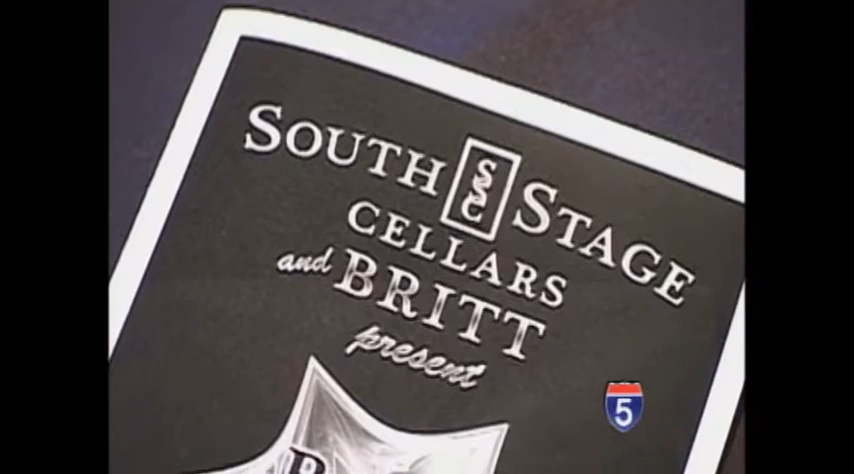 SOUTH SSC STAGE
CELLARS
and BRITT
present
B
5